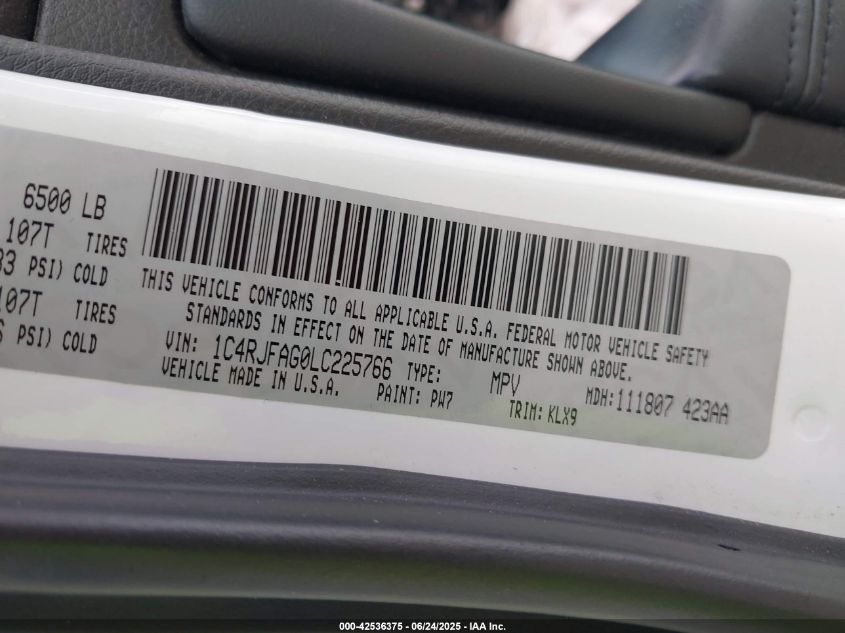 6500 LB
107T TIRES
33 PSI) COLD
107T TIRES
PSI) COLD
THIS VEHICLE CONFORMS TO ALL APPLICABLE U.S.A. FEDERAL MOTOR VEHICLE SAFETY
STANDARDS IN EFFECT ON THE DATE OF MANUFACTURE SHOWN ABOVE.
VIN: 1C4RJFAG0LC225766 TYPE: MPV MDH:111807 423AA
VEHICLE MADE IN U.S.A. PAINT: PW7 TRIM: KLX9
000-42536375 - 06/24/2025 - IAA Inc.